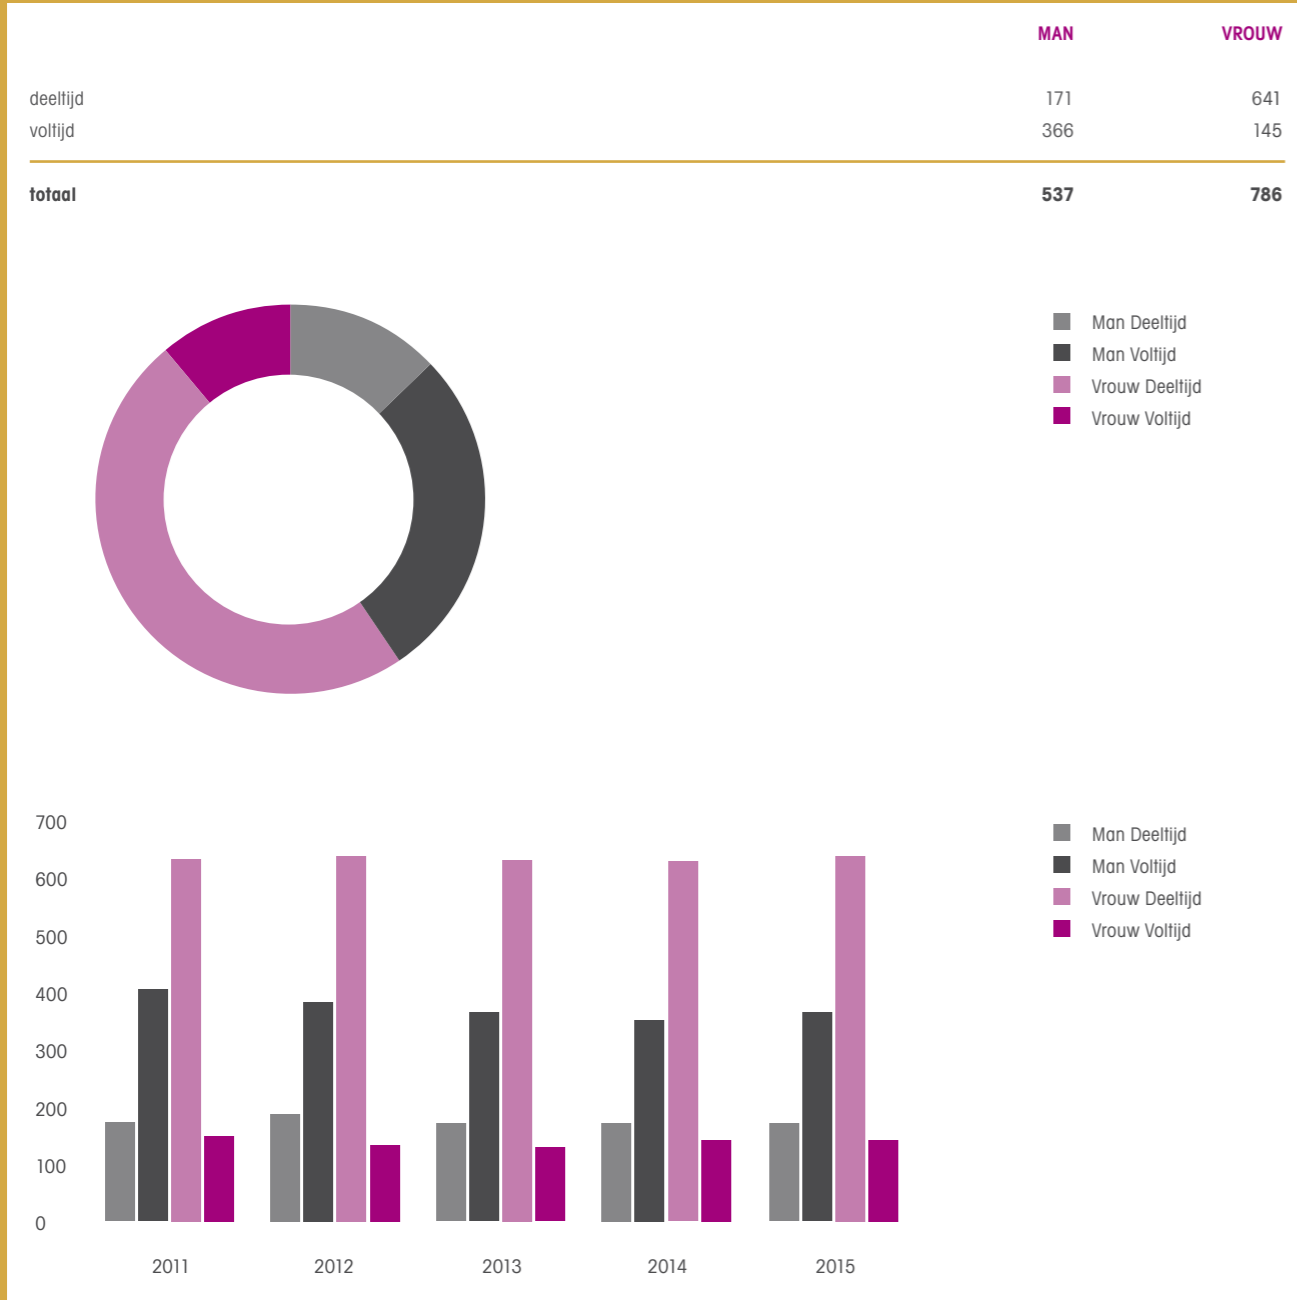 MAN VROUW
deeltijd 171 641
voltijd 366 145
totaal 537 786
Man Deeltijd
Man Voltijd
Vrouw Deeltijd
Vrouw Voltijd
700
600
500
400
300
200
100
0
2011 2012 2013 2014 2015
Man Deeltijd
Man Voltijd
Vrouw Deeltijd
Vrouw Voltijd